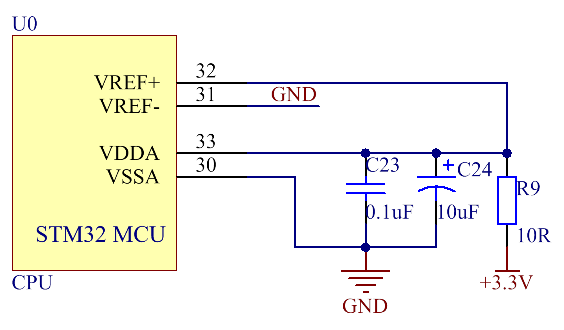 U0
VREF+ 32
VREF- 31 GND
VDDA 33
VSSA 30
C23
+ C24
R9
0.1uF 10uF
STM32 MCU
10R
CPU
+3.3V
GND